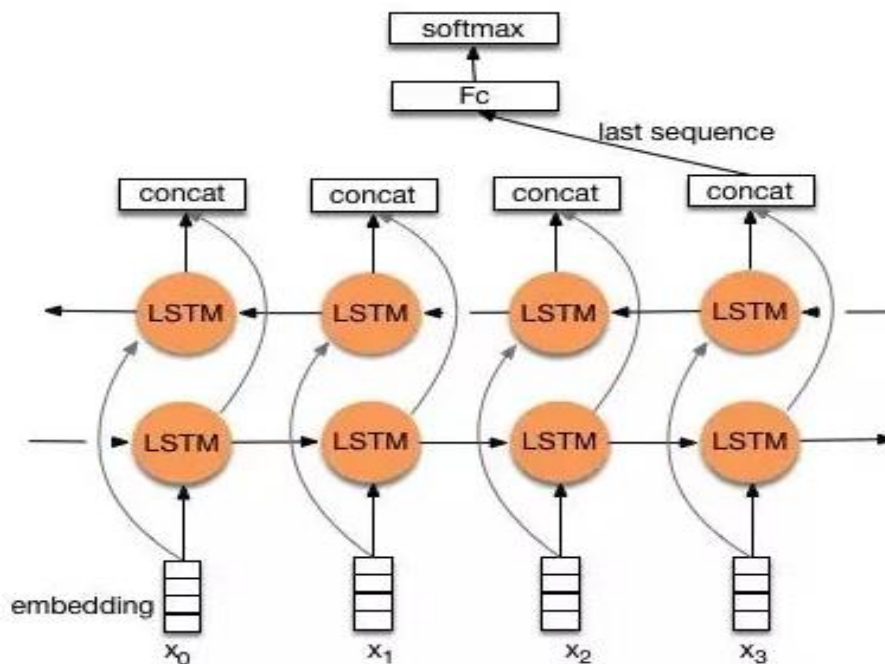 softmax
Fc
last sequence
concat concat concat concat
LSTM LSTM LSTM LSTM
LSTM LSTM LSTM LSTM
embedding
x₀ x₁ x₂ x₃